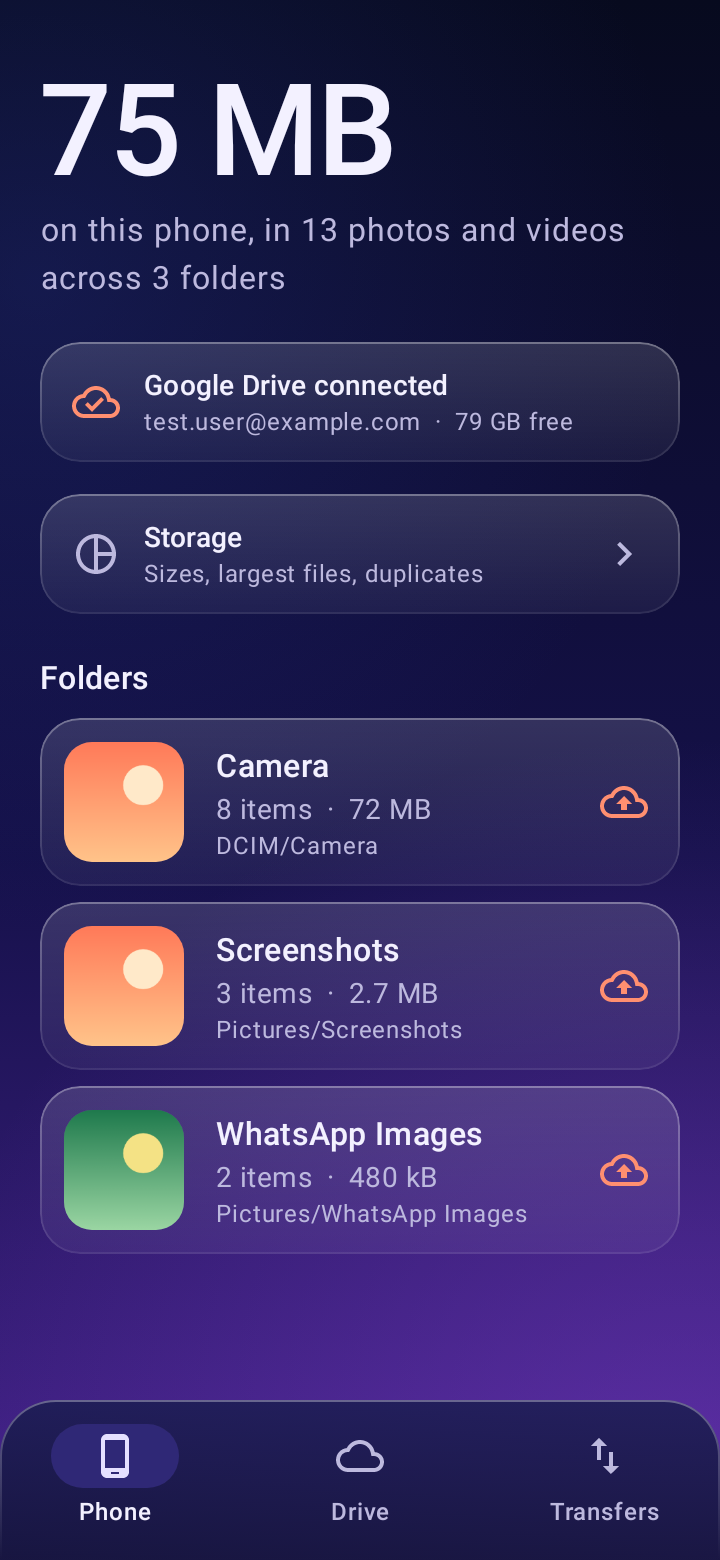 75 MB
on this phone, in 13 photos and videos
across 3 folders
Google Drive connected
test.user@example.com · 79 GB free
Storage
Sizes, largest files, duplicates
Folders
Camera
8 items · 72 MB
DCIM/Camera
Screenshots
3 items · 2.7 MB
Pictures/Screenshots
WhatsApp Images
2 items · 480 kB
Pictures/WhatsApp Images
Phone
Drive
Transfers